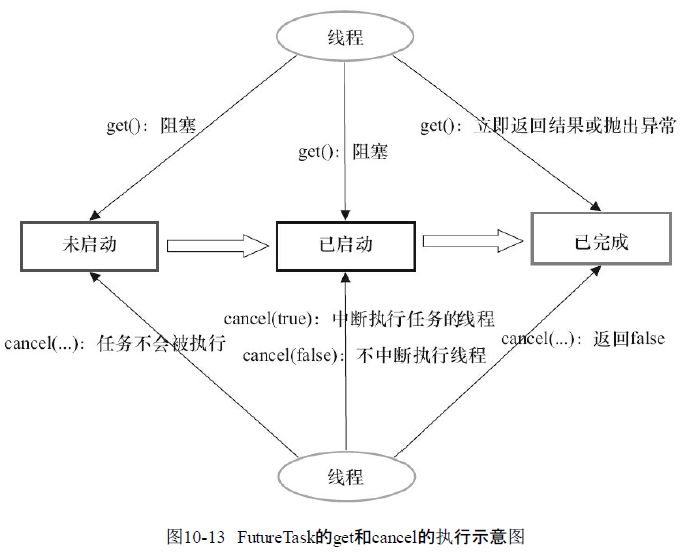 线程
get()：阻塞
get()：阻塞
get()：立即返回结果或抛出异常
未启动
已启动
已完成
cancel(...)：任务不会被执行
cancel(true)：中断执行任务的线程
cancel(false)：不中断执行线程
cancel(...)：返回false
线程
图10-13 FutureTask的get和cancel的执行示意图